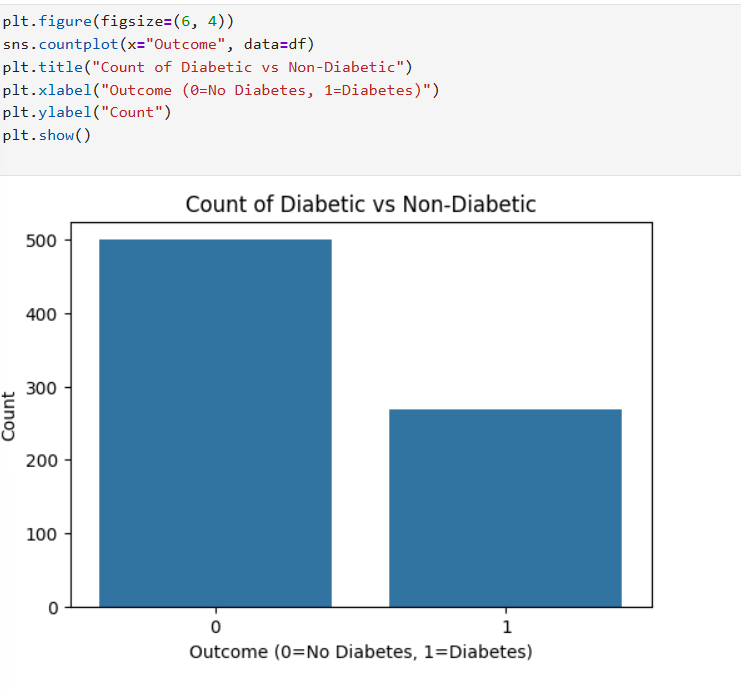 plt.figure(figsize=(6, 4))
sns.countplot(x="Outcome", data=df)
plt.title("Count of Diabetic vs Non-Diabetic")
plt.xlabel("Outcome (0=No Diabetes, 1=Diabetes)")
plt.ylabel("Count")
plt.show()
Count of Diabetic vs Non-Diabetic
500
400
300
200
100
0
Count
0 1
Outcome (0=No Diabetes, 1=Diabetes)